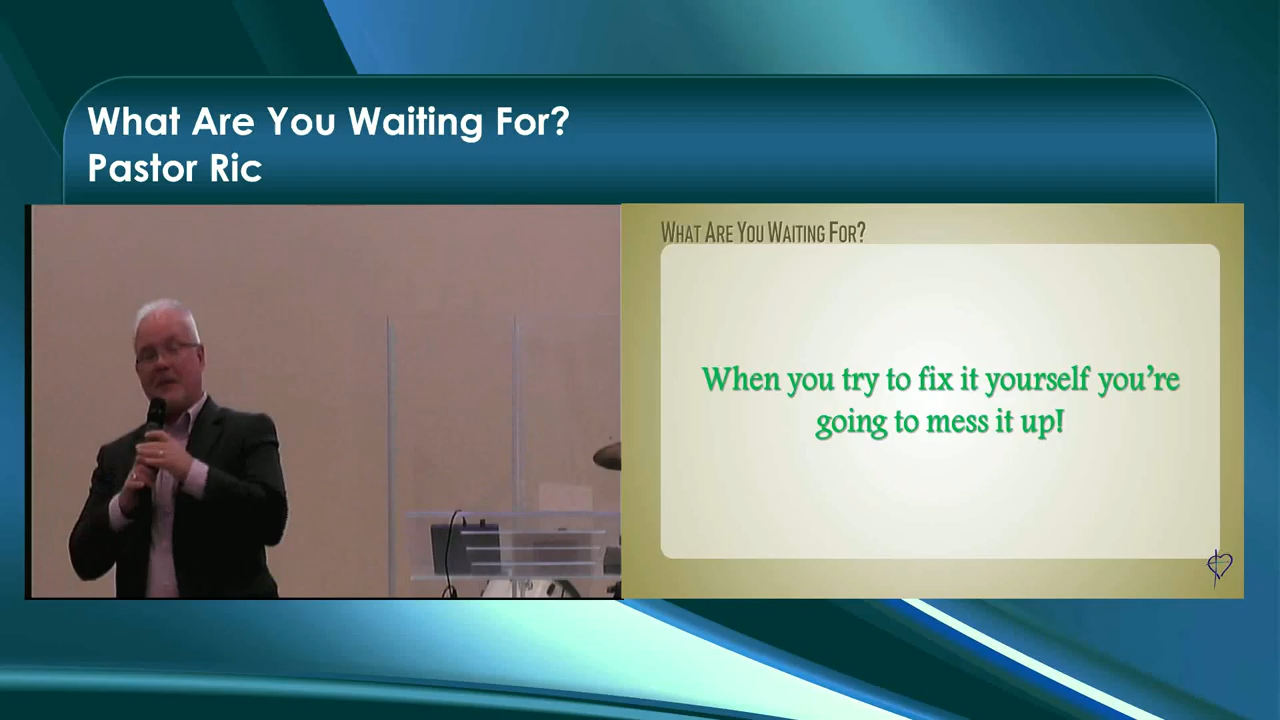 What Are You Waiting For?
Pastor Ric
What Are You Waiting For?
When you try to fix it yourself you're
going to mess it up!